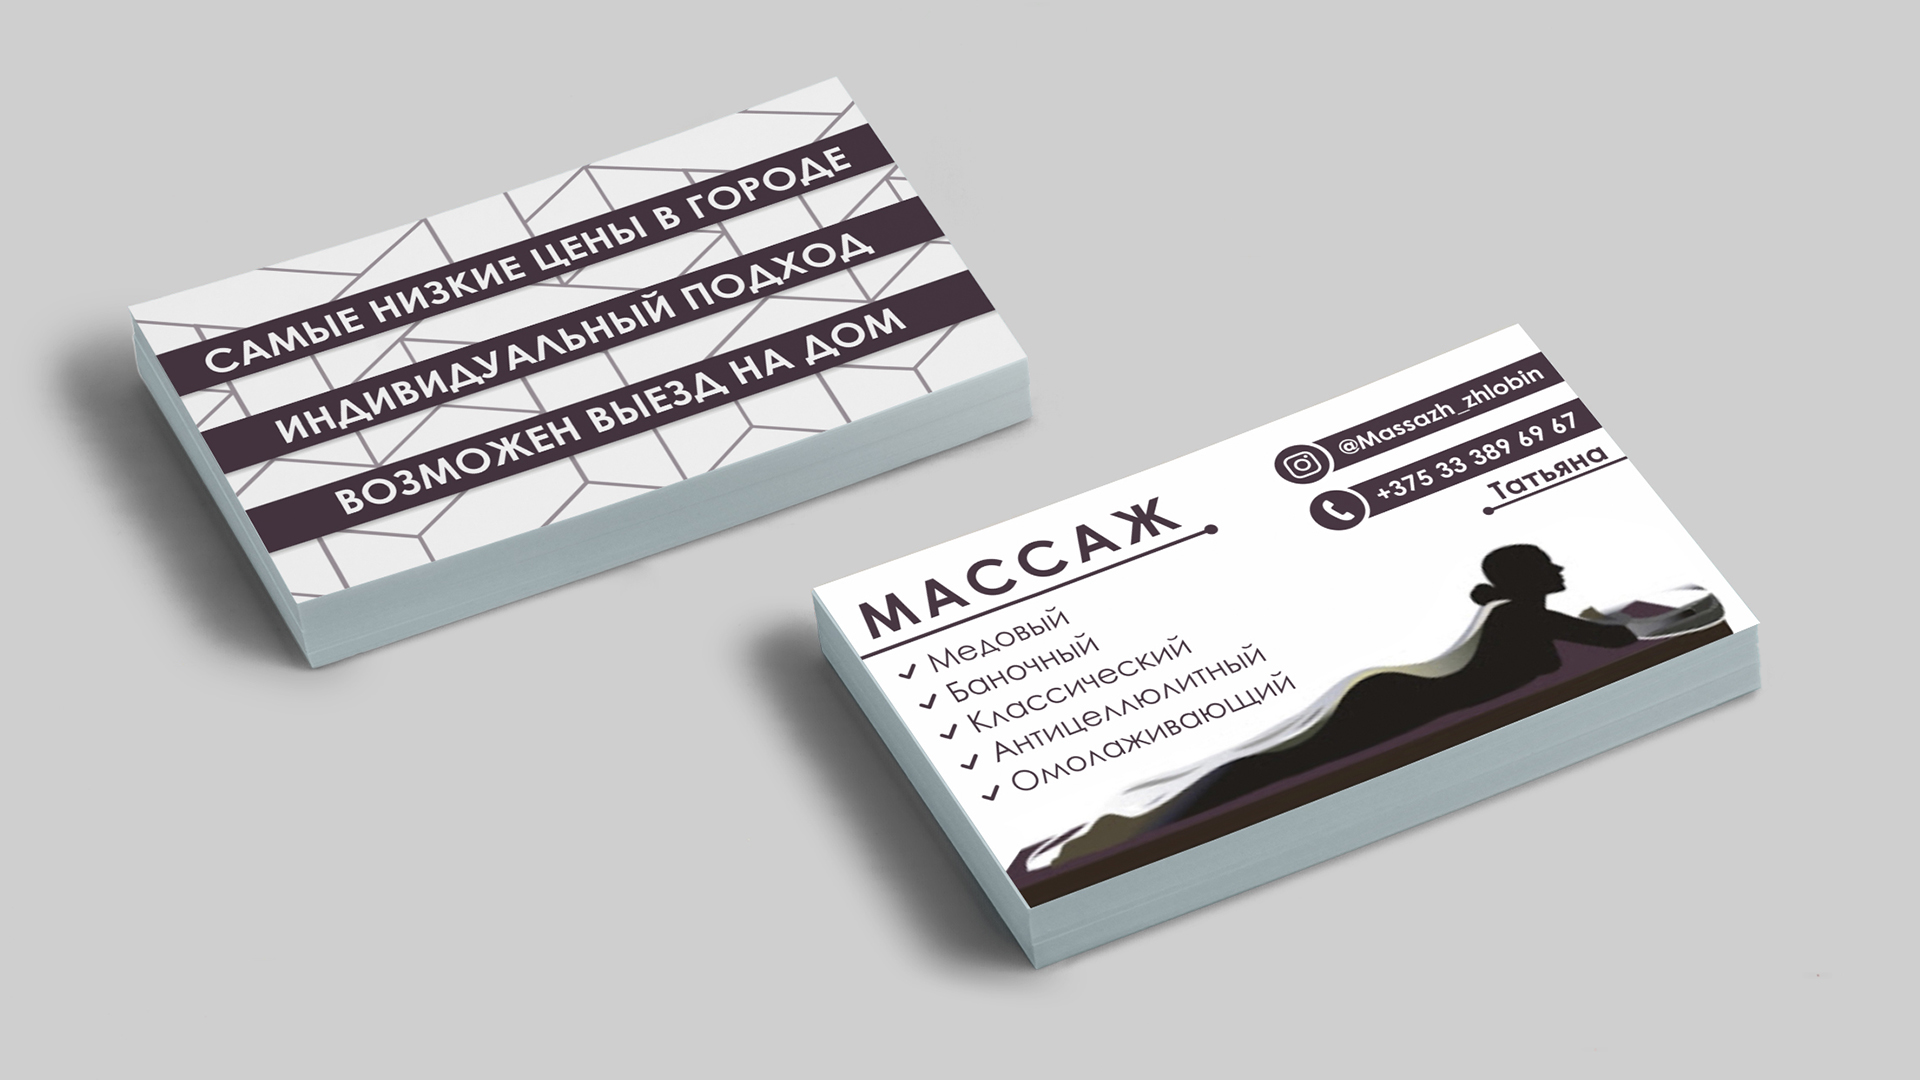 САМЫЕ НИЗКИЕ ЦЕНЫ В ГОРОДЕ
ИНДИВИДУАЛЬНЫЙ ПОДХОД
ВОЗМОЖЕН ВЫЕЗД НА ДОМ
@Massazh_zhlobin
+375 33 389 69 67
Татьяна
МАССАЖ
Медовый
Баночный
Классический
Антицеллюлитный
Омолаживающий